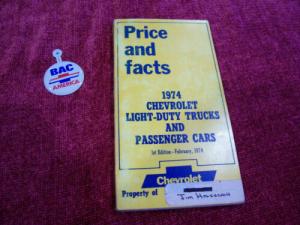 BAC
AMERICA
Price
and
facts
1974
CHEVROLET
LIGHT-DUTY TRUCKS
AND
PASSENGER CARS
1st Edition-February, 1974
Chevrolet
Property of
Jim